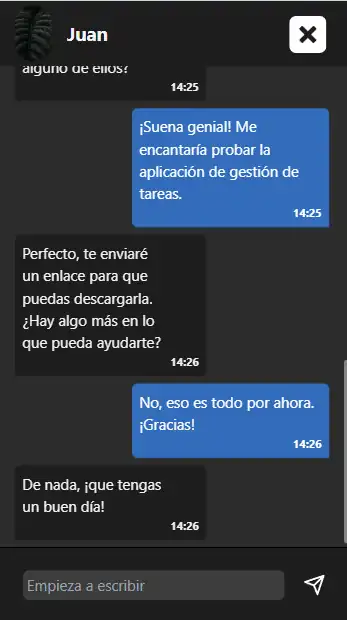 Juan
alguno de ellos?
14:25
¡Suena genial! Me
encantaría probar la
aplicación de gestión de
tareas.
14:25
Perfecto, te enviaré
un enlace para que
puedas descargarla.
¿Hay algo más en lo
que pueda ayudarte?
14:26
No, eso es todo por ahora.
¡Gracias!
14:26
De nada, ¡que tengas
un buen día!
14:26
Empieza a escribir